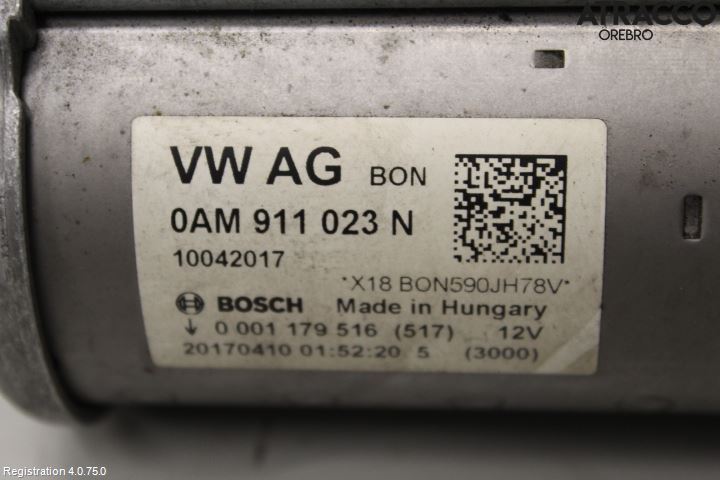 ATRACCO
ÖREBRO
VW AG BON
0AM 911 023 N
10042017
*X18 BON590JH78V*
BOSCH Made in Hungary
↓ 0 001 179 516 (517) 12V
20170410 01:52:20 5 (3000)
Registration 4.0.75.0